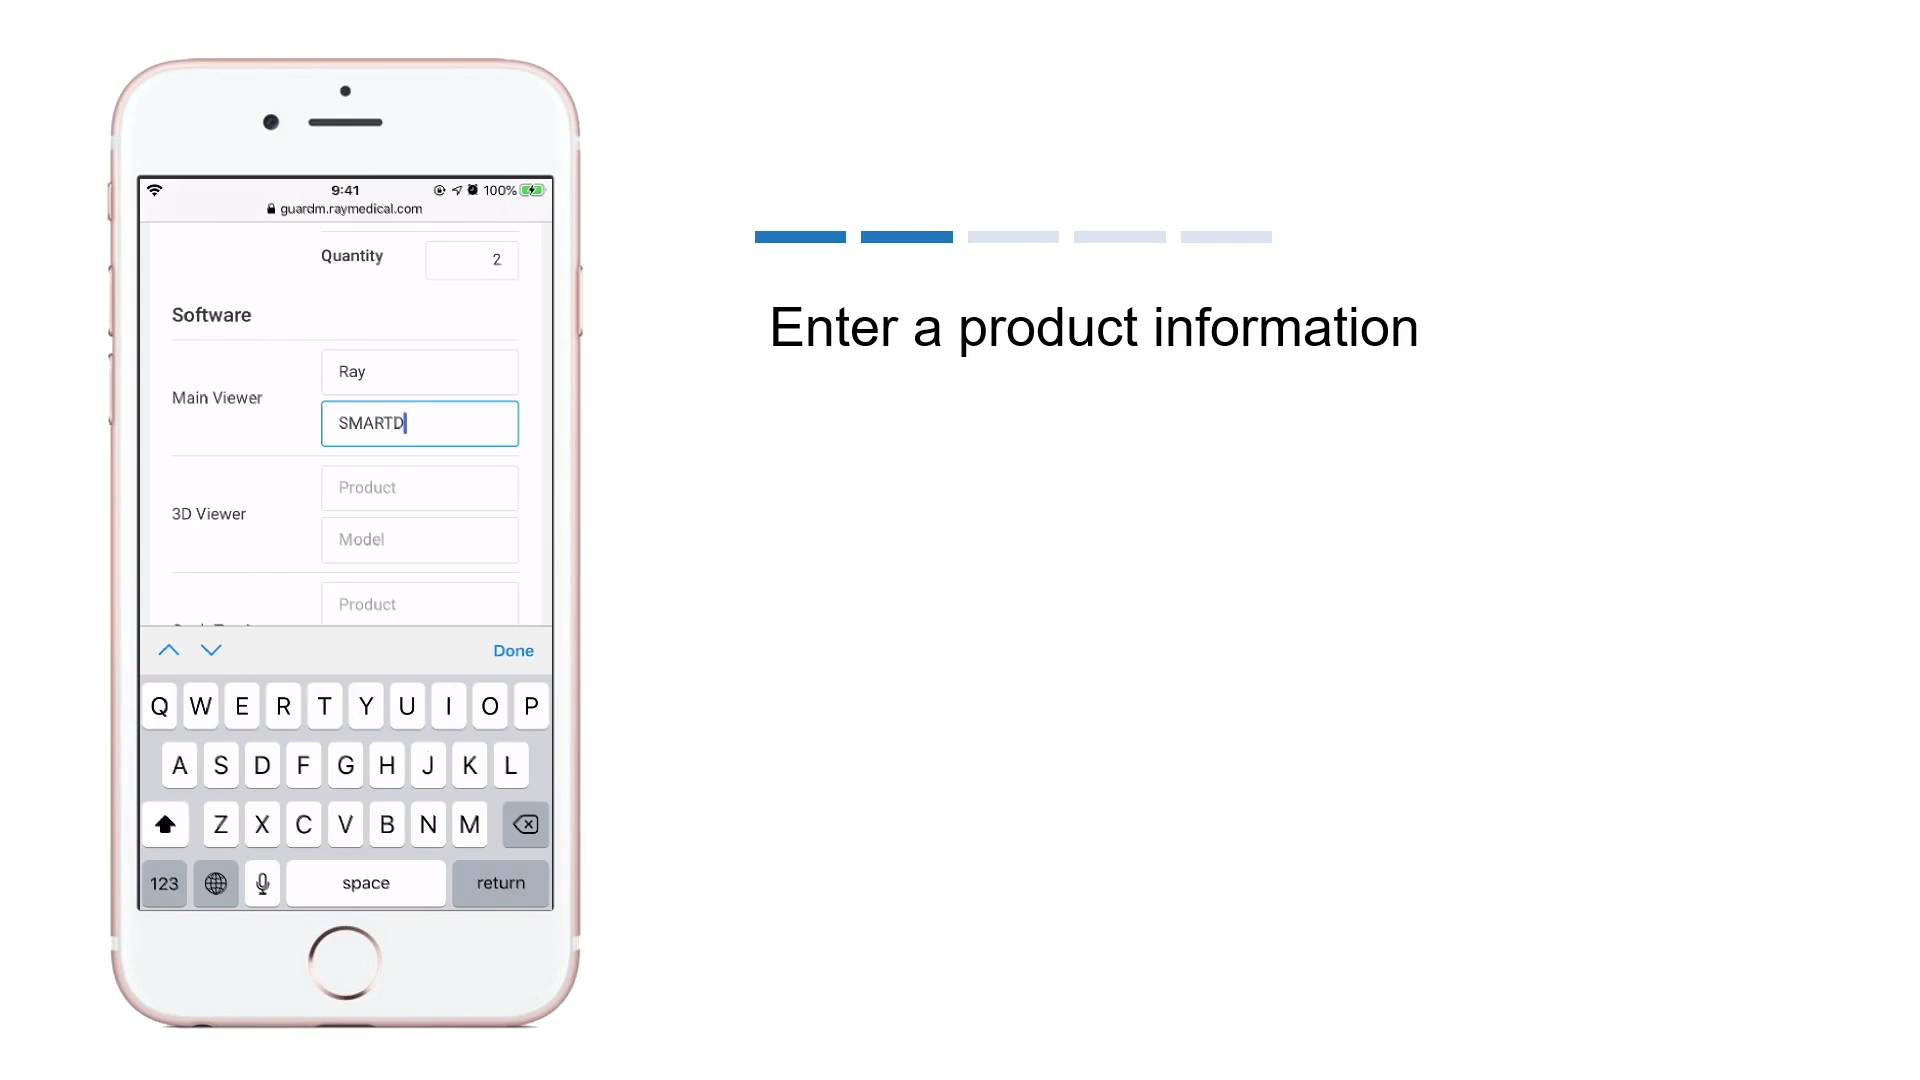 9:41
100%
guardm.raymedical.com
Quantity
2
Software
Main Viewer
Ray
SMARTD
3D Viewer
Product
Model
Product
Done
Q W E R T Y U I O P
A S D F G H J K L
Z X C V B N M
123
space
return
Enter a product information